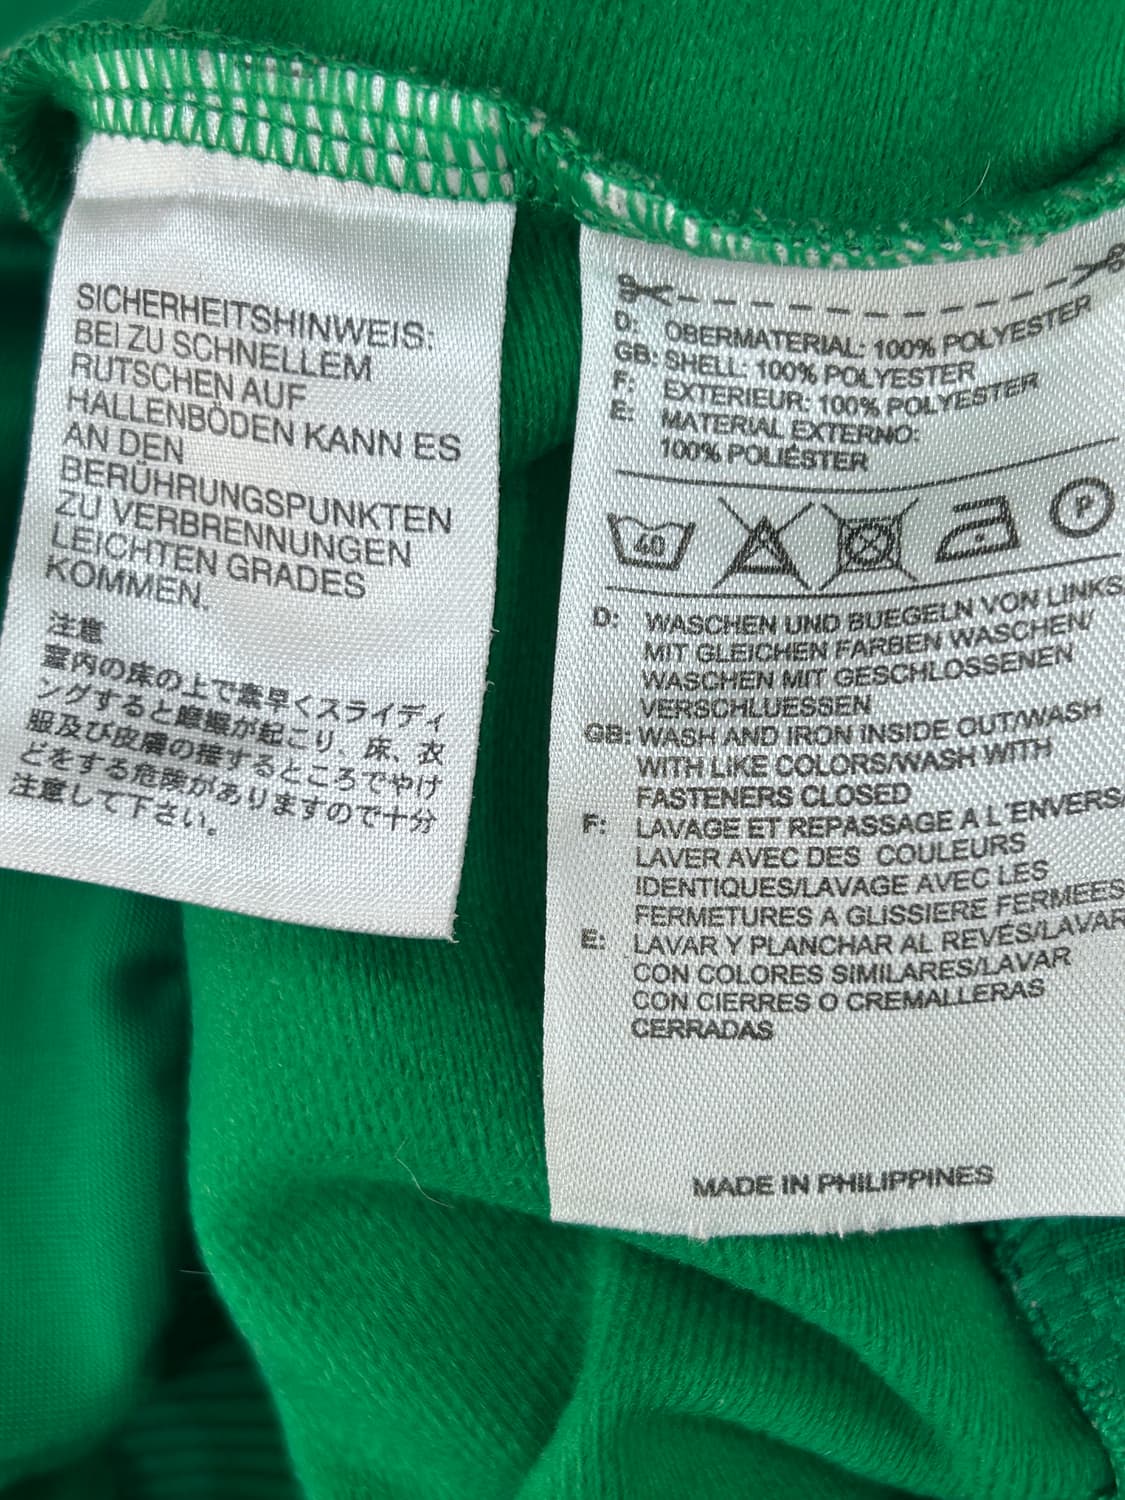 SICHERHEITSHINWEIS:
BEI ZU SCHNELLEM
RUTSCHEN AUF
HALLENBÖDEN KANN ES
AN DEN
BERÜHRUNGSPUNKTEN
ZU VERBRENNUNGEN
LEICHTEN GRADES
KOMMEN.
注意
室内の床の上で素早くスライディ
ングすると摩擦が起こり、床、衣
服及び皮膚の接するところでやけ
どをする危険がありますので十分
注意して下さい。
D: OBERMATERIAL: 100% POLYESTER
GB: SHELL: 100% POLYESTER
F: EXTERIEUR: 100% POLYESTER
E: MATERIAL EXTERNO:
100% POLIÉSTER
40
P
D: WASCHEN UND BUEGELN VON LINKS/
MIT GLEICHEN FARBEN WASCHEN/
WASCHEN MIT GESCHLOSSENEN
VERSCHLUESSEN
GB: WASH AND IRON INSIDE OUT/WASH
WITH LIKE COLORS/WASH WITH
FASTENERS CLOSED
F: LAVAGE ET REPASSAGE A L´ENVERS/
LAVER AVEC DES COULEURS
IDENTIQUES/LAVAGE AVEC LES
FERMETURES A GLISSIERE FERMEES
E: LAVAR Y PLANCHAR AL REVÉS/LAVAR
CON COLORES SIMILARES/LAVAR
CON CIERRES O CREMALLERAS
CERRADAS
MADE IN PHILIPPINES